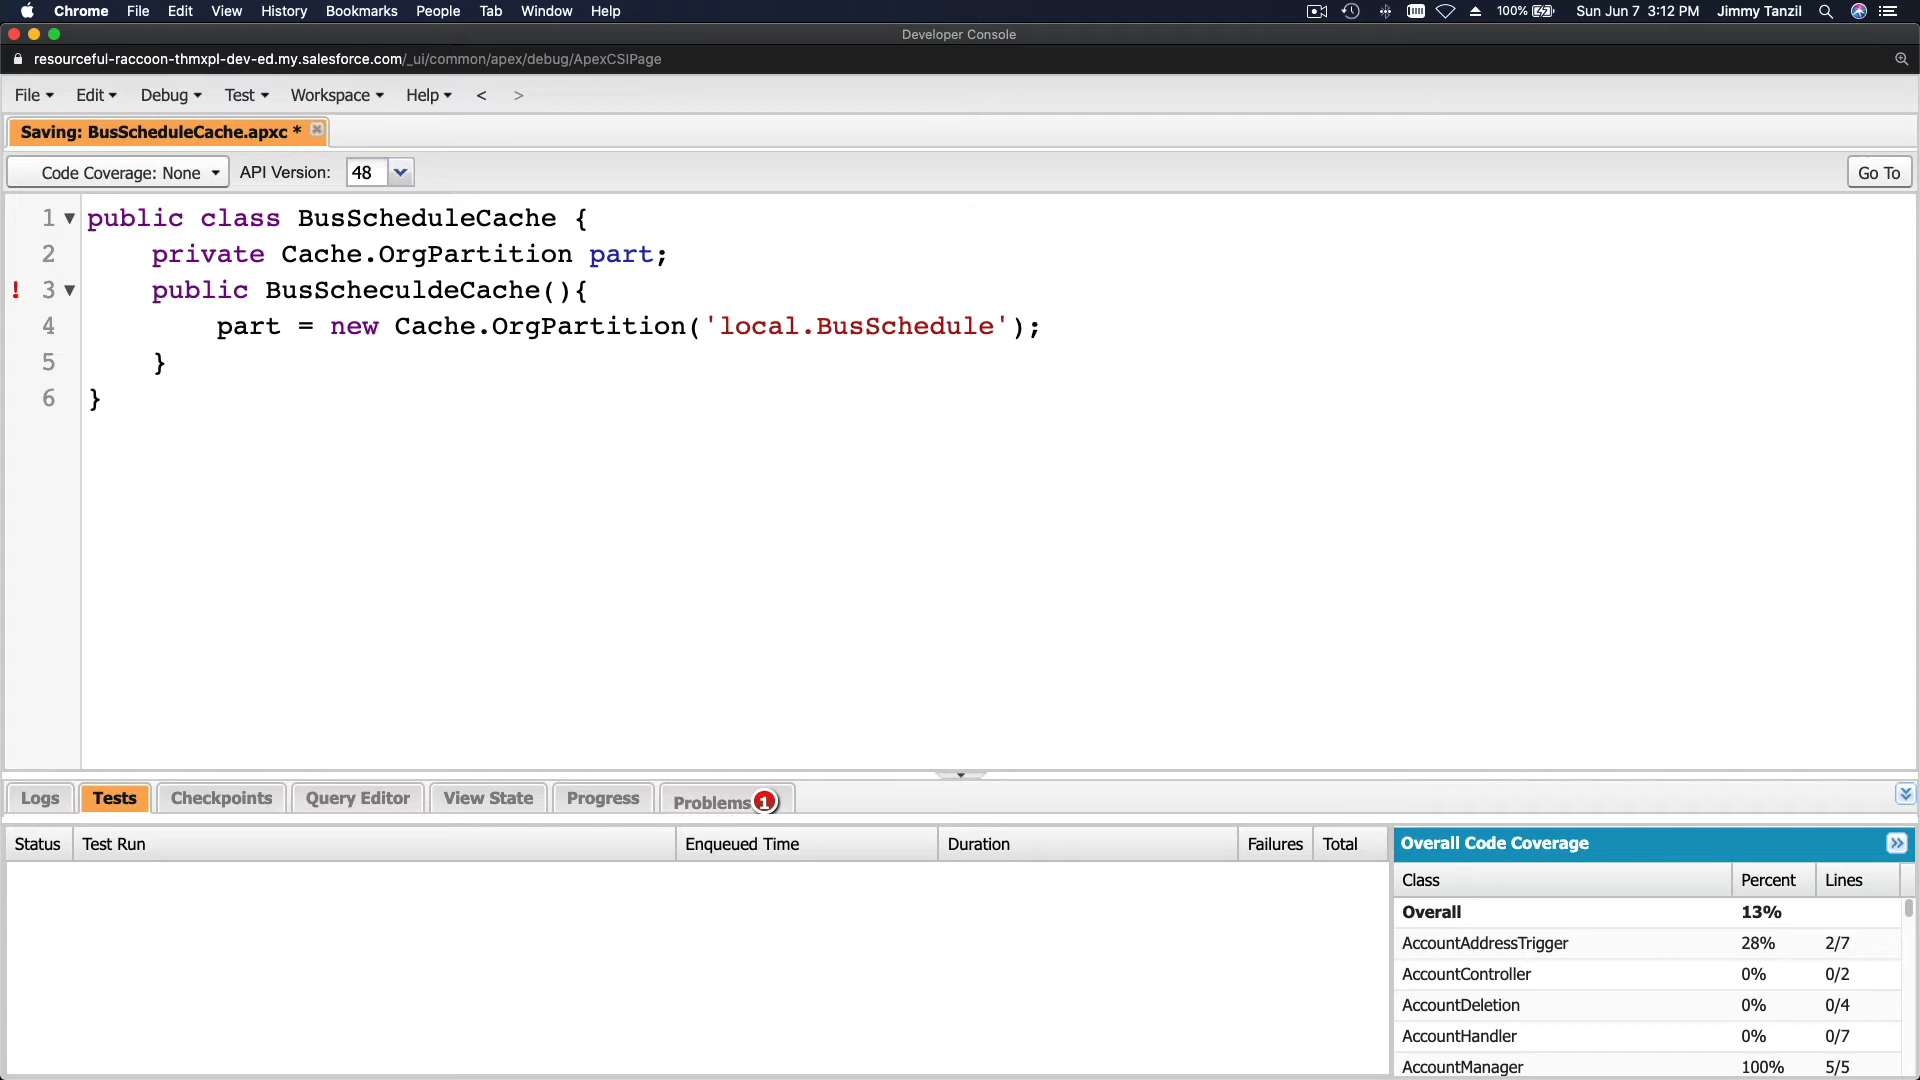 Chrome File Edit View History Bookmarks People Tab Window Help 100% Sun Jun 7 3:12 PM Jimmy Tanzil
Developer Console
resourceful-raccoon-thmxpl-dev-ed.my.salesforce.com/_ui/common/apex/debug/ApexCSIPage
File Edit Debug Test Workspace Help < >
Saving: BusScheduleCache.apxc *
Code Coverage: None API Version: 48 Go To
1 public class BusScheduleCache {
2 private Cache.OrgPartition part;
! 3 public BusScheculdeCache(){
4 part = new Cache.OrgPartition('local.BusSchedule');
5 }
6 }
Logs Tests Checkpoints Query Editor View State Progress Problems 1
Status Test Run Enqueued Time Duration Failures Total
Overall Code Coverage
Class Percent Lines
Overall 13%
AccountAddressTrigger 28% 2/7
AccountController 0% 0/2
AccountDeletion 0% 0/4
AccountHandler 0% 0/7
AccountManager 100% 5/5